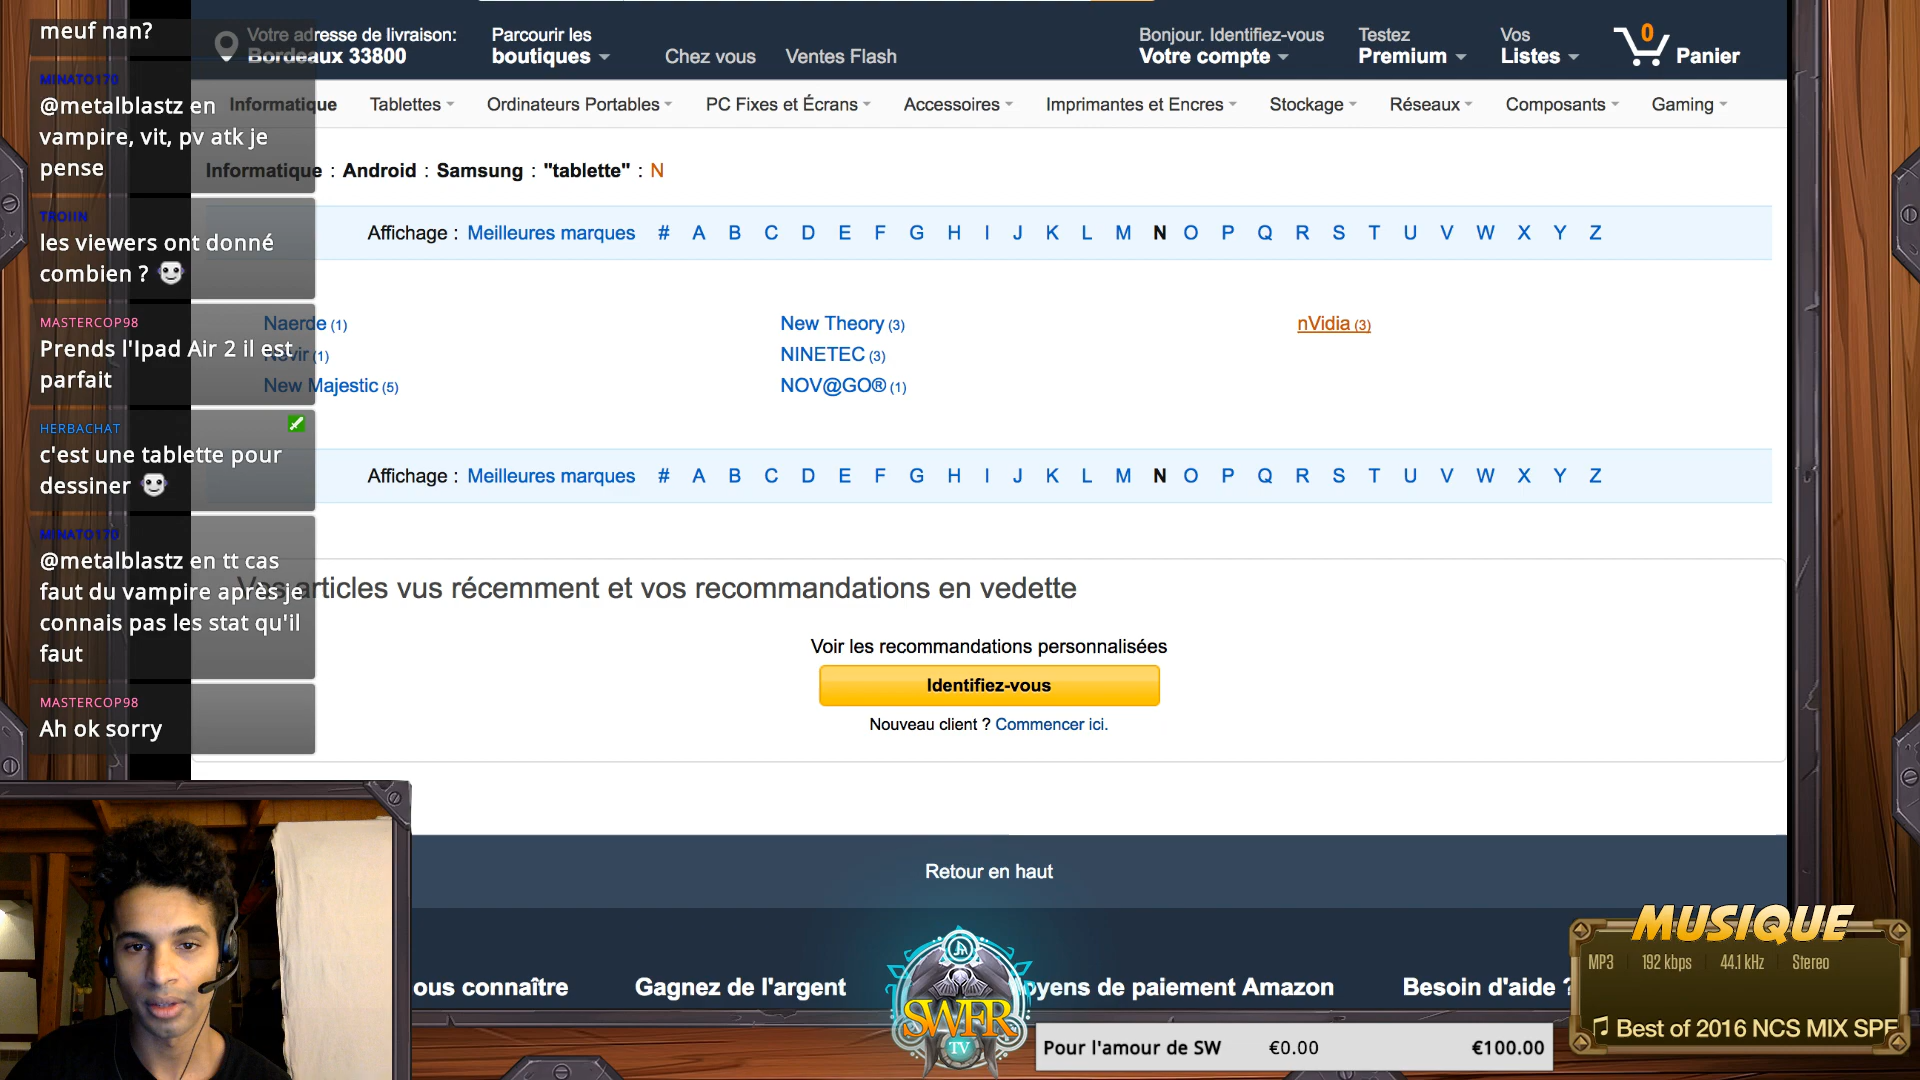 meuf nan?
MINATO170
@metalblastz en
vampire, vit, pv atk je
pense
TROIIN
les viewers ont donné
combien ?
MASTERCOP98
Prends l'Ipad Air 2 il est
parfait
HERBACHAT
c'est une tablette pour
dessiner
MINATO170
@metalblastz en tt cas
faut du vampire après je
connais pas les stat qu'il
faut
MASTERCOP98
Ah ok sorry
Votre adresse de livraison:
Bordeaux 33800
Parcourir les
boutiques
Chez vous
Ventes Flash
Bonjour. Identifiez-vous
Votre compte
Testez
Premium
Vos
Listes
0
Panier
Informatique Tablettes Ordinateurs Portables PC Fixes et Écrans Accessoires Imprimantes et Encres Stockage Réseaux Composants Gaming
Informatique : Android : Samsung : "tablette" : N
Affichage : Meilleures marques # A B C D E F G H I J K L M N O P Q R S T U V W X Y Z
Naerde (1)
New Theory (3)
nVidia (3)
(1)
NINETEC (3)
New Majestic (5)
NOV@GO® (1)
Affichage : Meilleures marques # A B C D E F G H I J K L M N O P Q R S T U V W X Y Z
Vos articles vus récemment et vos recommandations en vedette
Voir les recommandations personnalisées
Identifiez-vous
Nouveau client ? Commencer ici.
Retour en haut
ous connaître
Gagnez de l'argent
oyens de paiement Amazon
Besoin d'aide ?
SWFR
TV
Pour l'amour de SW €0.00 €100.00
MUSIQUE
MP3 192 kbps 44.1 kHz Stereo
Best of 2016 NCS MIX SPE